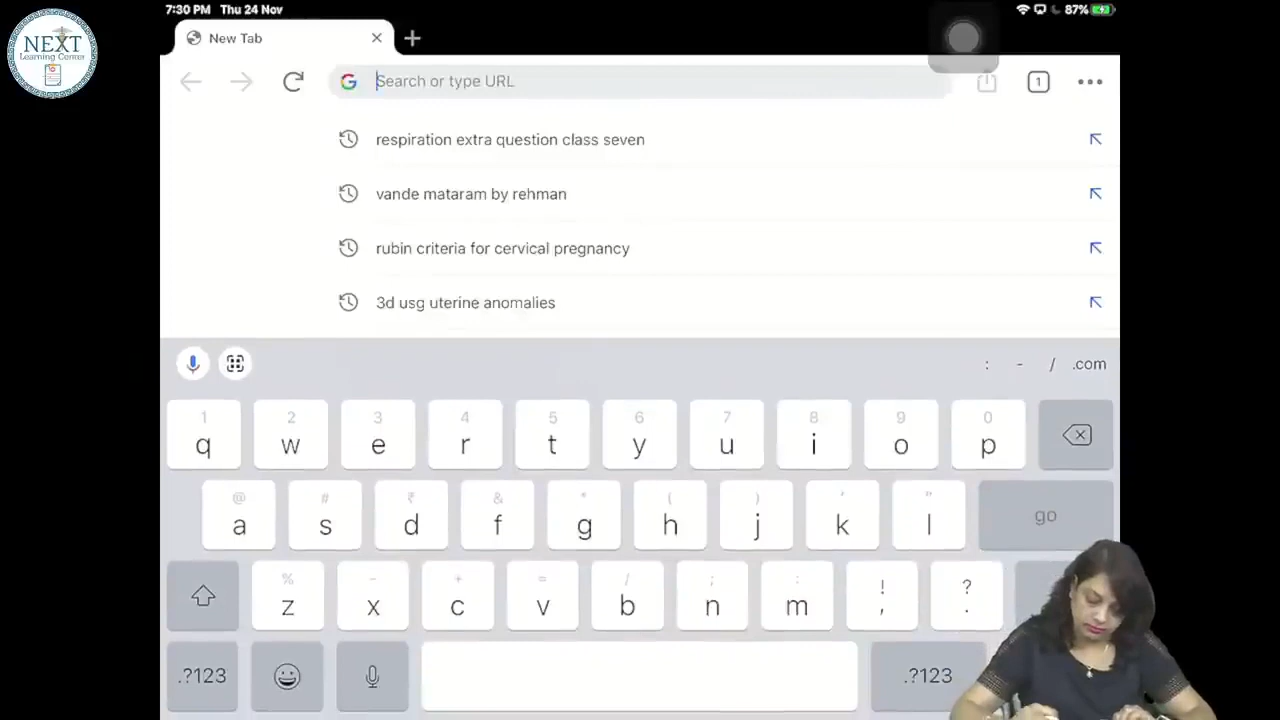 7:30 PM Thu 24 Nov
87%
NEXT
Learning Center
New Tab
Search or type URL
1
respiration extra question class seven
vande mataram by rehman
rubin criteria for cervical pregnancy
3d usg uterine anomalies
: - / .com
1 2 3 4 5 6 7 8 9 0
q w e r t y u i o p
@ # ₹ & * ( ) ' "
a s d f g h j k l go
% - + = / ; : ! ?
z x c v b n m , .
.?123 .?123